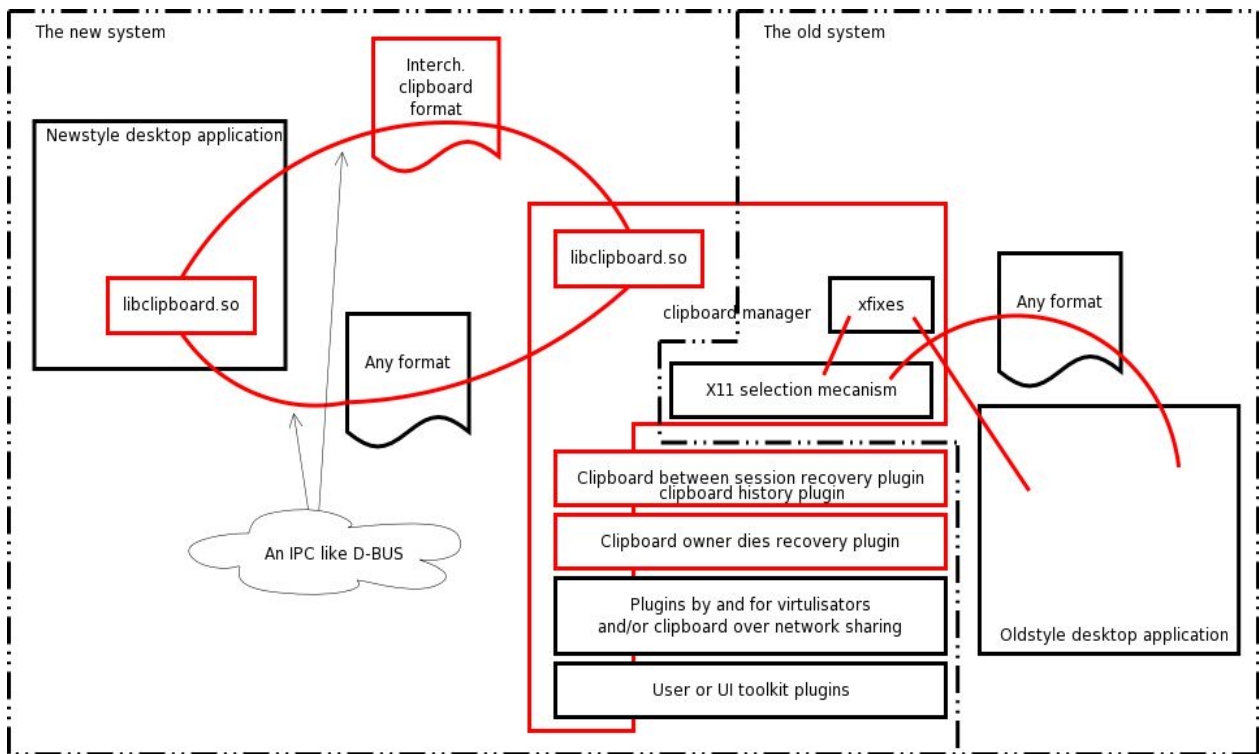 The new system
The old system
Interch.
clipboard
format
Newstyle desktop application
libclipboard.so
libclipboard.so
clipboard manager
xfixes
Any format
Any format
X11 selection mecanism
Clipboard between session recovery plugin
clipboard history plugin
Clipboard owner dies recovery plugin
An IPC like D-BUS
Plugins by and for virtulisators
and/or clipboard over network sharing
Oldstyle desktop application
User or UI toolkit plugins